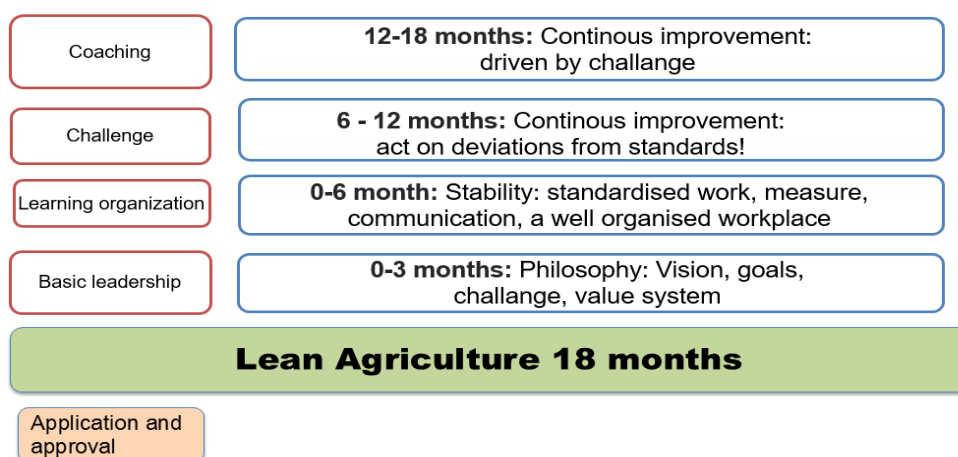 Coaching
12-18 months: Continous improvement:
driven by challange
Challenge
6 - 12 months: Continous improvement:
act on deviations from standards!
Learning organization
0-6 month: Stability: standardised work, measure,
communication, a well organised workplace
Basic leadership
0-3 months: Philosophy: Vision, goals,
challange, value system
Lean Agriculture 18 months
Application and
approval